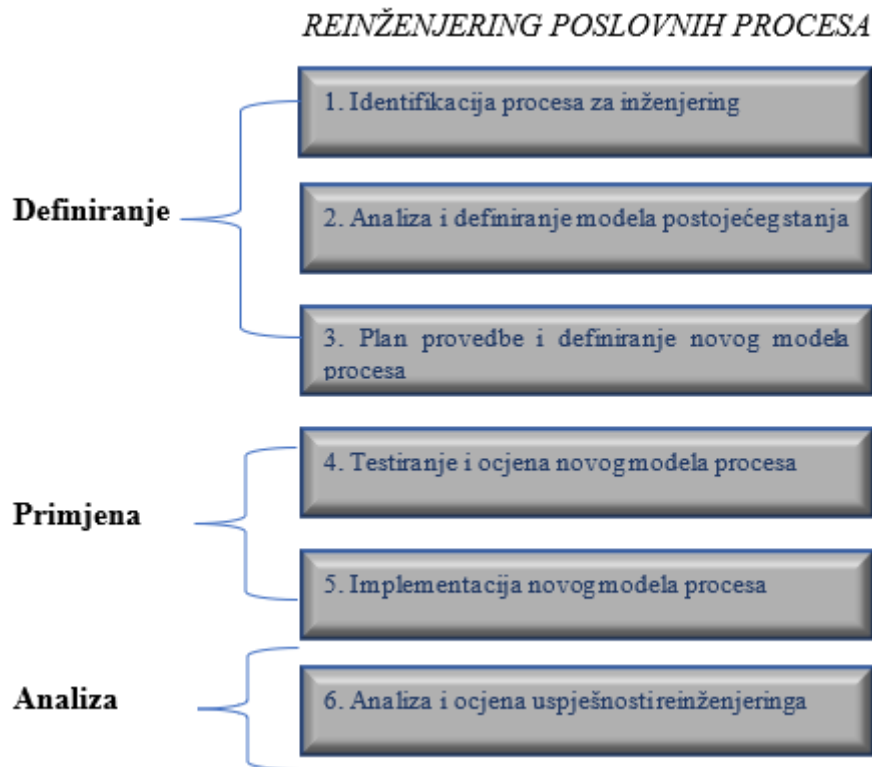 REINŽENJERING POSLOVNIH PROCESA
Definiranje
1. Identifikacija procesa za inženjering
2. Analiza i definiranje modela postojećeg stanja
3. Plan provedbe i definiranje novog modela
procesa
Primjena
4. Testiranje i ocjena novog modela procesa
5. Implementacija novog modela procesa
Analiza
6. Analiza i ocjena uspješnosti reinženjeringa